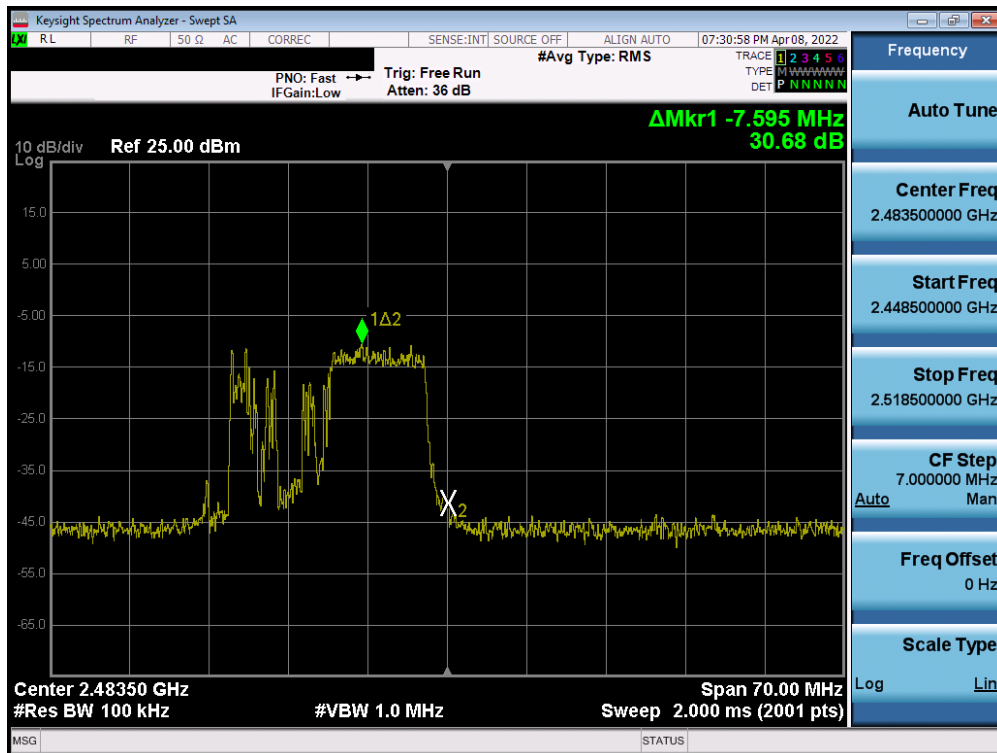 Keysight Spectrum Analyzer - Swept SA
LXI RL RF 50 Ω AC CORREC SENSE:INT SOURCE OFF ALIGN AUTO 07:30:58 PM Apr 08, 2022
PNO: Fast
IFGain:Low
Trig: Free Run
Atten: 36 dB
#Avg Type: RMS
TRACE 1 2 3 4 5 6
TYPE M WWWWW
DET P N N N N N
ΔMkr1 -7.595 MHz
30.68 dB
10 dB/div Ref 25.00 dBm
Log
15.0
5.00
-5.00
-15.0
-25.0
-35.0
-45.0
-55.0
-65.0
1Δ2
2
Center 2.48350 GHz Span 70.00 MHz
#Res BW 100 kHz #VBW 1.0 MHz Sweep 2.000 ms (2001 pts)
MSG STATUS
Frequency
Auto Tune
Center Freq
2.483500000 GHz
Start Freq
2.448500000 GHz
Stop Freq
2.518500000 GHz
CF Step
7.000000 MHz
Auto Man
Freq Offset
0 Hz
Scale Type
Log Lin